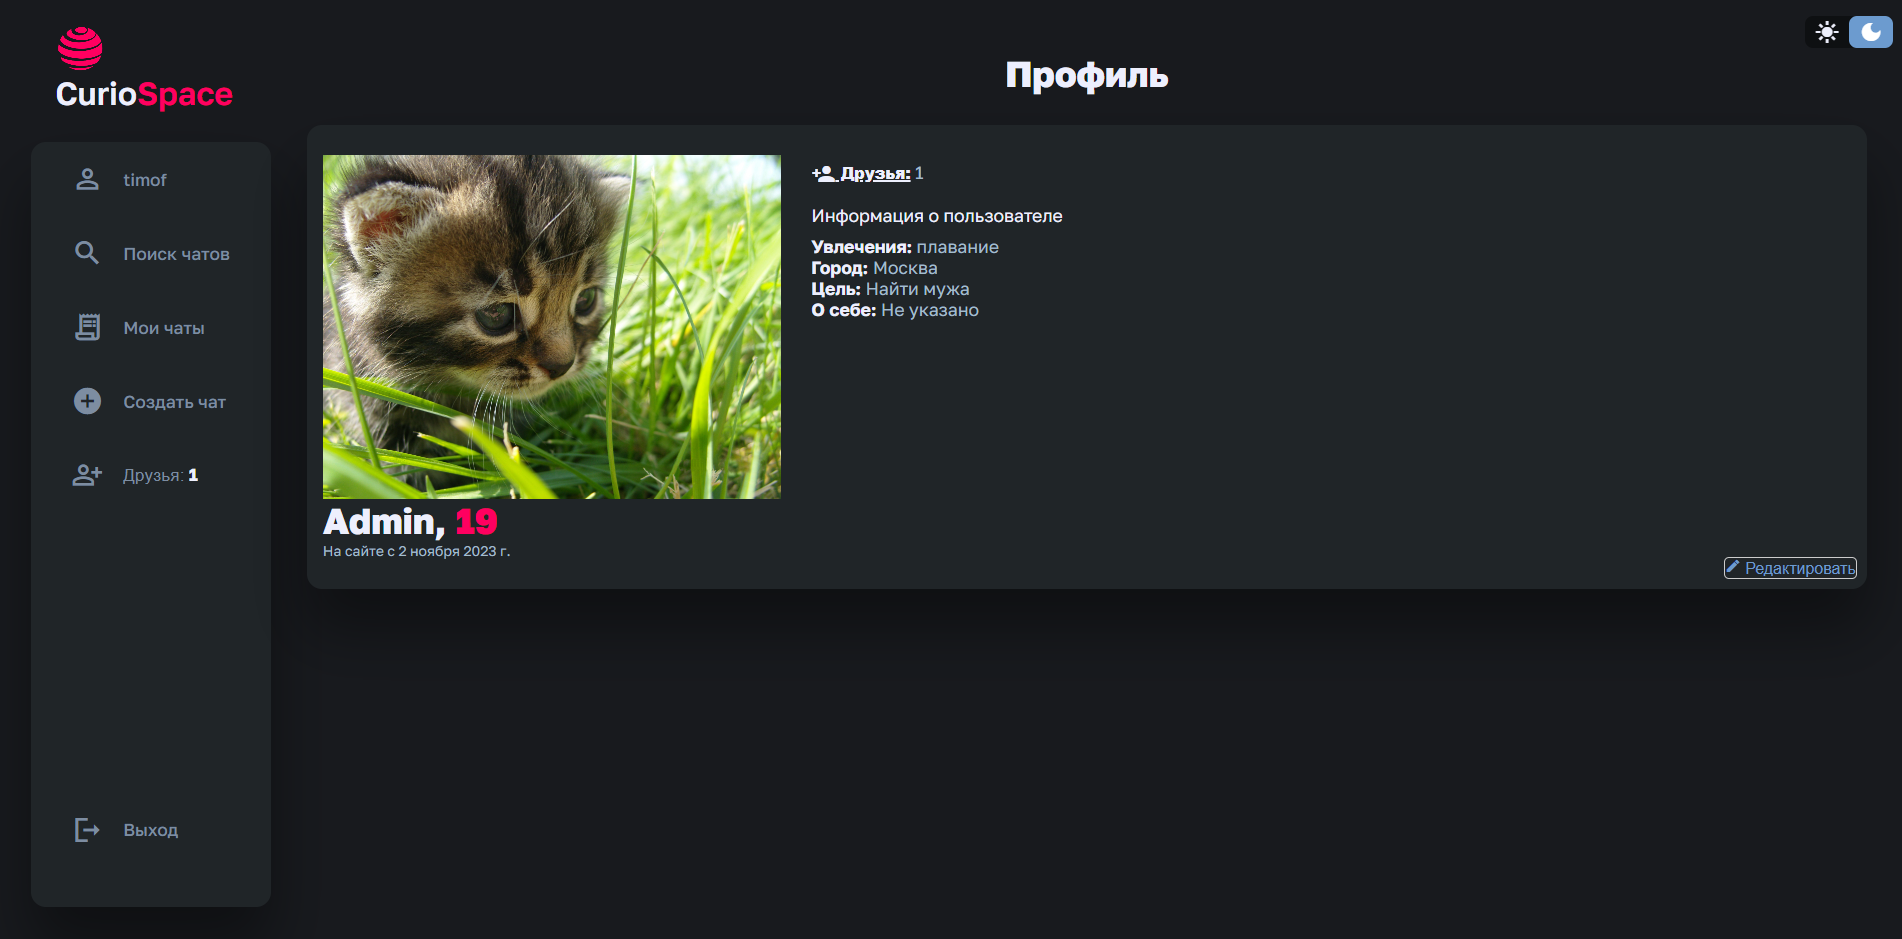 CurioSpace
Профиль
timof
Поиск чатов
Мои чаты
Создать чат
Друзья: 1
Выход
Друзья: 1
Информация о пользователе
Увлечения: плавание
Город: Москва
Цель: Найти мужа
О себе: Не указано
Admin, 19
На сайте с 2 ноября 2023 г.
Редактировать